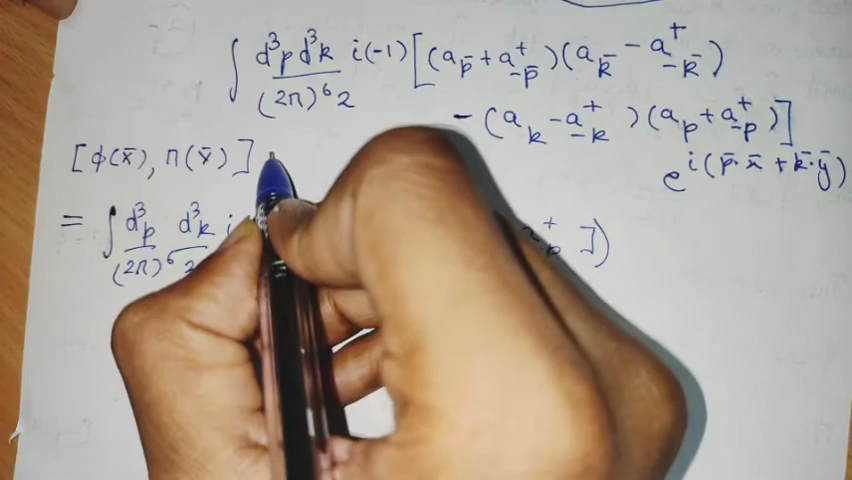 ∫ d³p d³k / (2π)⁶ 2 i(-1) [(a_p̄ + a⁺_-p̄)(a_k̄ - a⁺_-k̄)
- (a_k - a⁺_-k)(a_p + a⁺_-p)]
e^i(p̄·x̄ + k̄·ȳ)
[ϕ(x̄), π(ȳ)]
= ∫ d³p d³k / (2π)⁶ 2 i ])